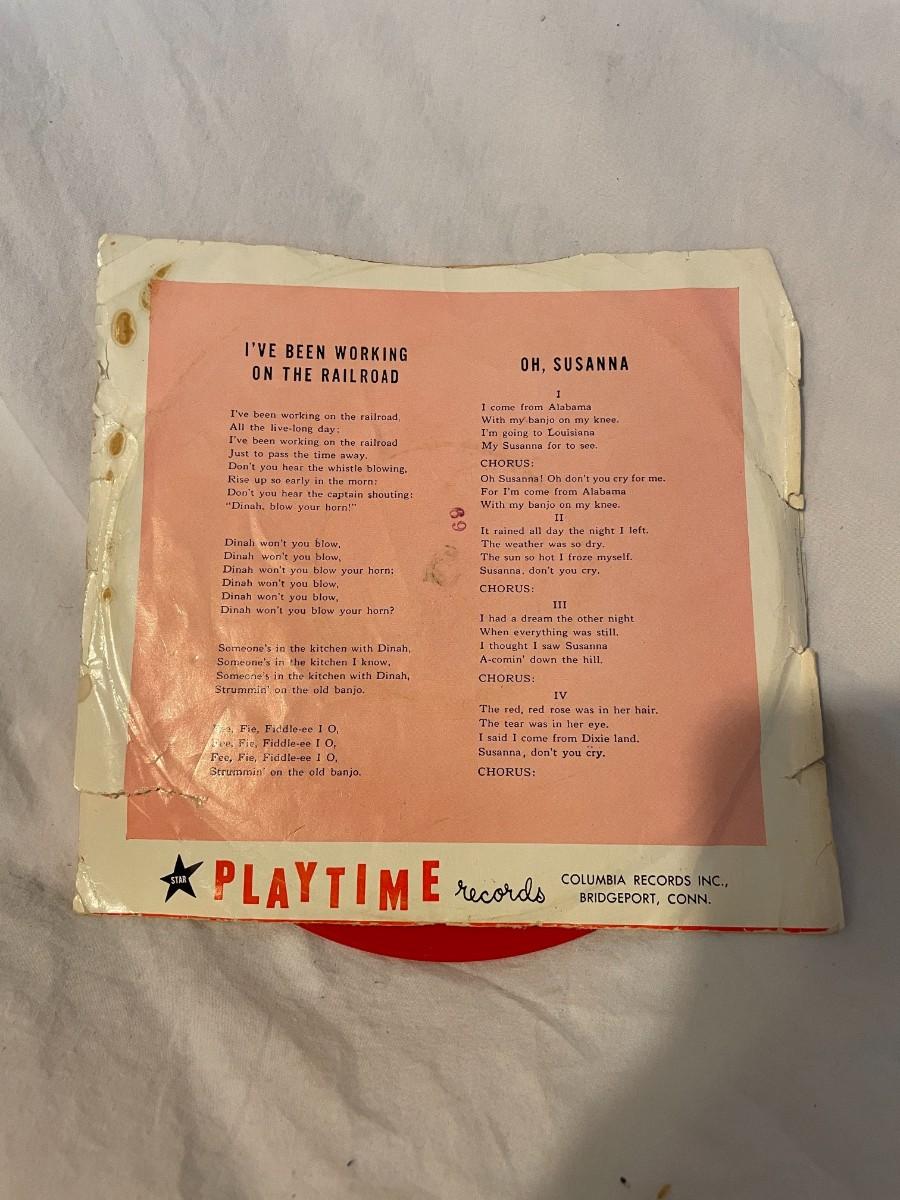 I'VE BEEN WORKING
ON THE RAILROAD
I've been working on the railroad,
All the live-long day;
I've been working on the railroad
Just to pass the time away.
Don't you hear the whistle blowing,
Rise up so early in the morn;
Don't you hear the captain shouting:
"Dinah, blow your horn!"
Dinah won't you blow,
Dinah won't you blow,
Dinah won't you blow your horn;
Dinah won't you blow,
Dinah won't you blow,
Dinah won't you blow your horn?
Someone's in the kitchen with Dinah,
Someone's in the kitchen I know,
Someone's in the kitchen with Dinah,
Strummin' on the old banjo.
Fee, Fie, Fiddle-ee I O,
Fee, Fie, Fiddle-ee I O,
Fee, Fie, Fiddle-ee I O,
Strummin' on the old banjo.
OH, SUSANNA
I
I come from Alabama
With my banjo on my knee.
I'm going to Louisiana
My Susanna for to see.
CHORUS:
Oh Susanna! Oh don't you cry for me.
For I'm come from Alabama
With my banjo on my knee.
II
It rained all day the night I left.
The weather was so dry.
The sun so hot I froze myself.
Susanna, don't you cry.
CHORUS:
III
I had a dream the other night
When everything was still.
I thought I saw Susanna
A-comin' down the hill.
CHORUS:
IV
The red, red rose was in her hair.
The tear was in her eye.
I said I come from Dixie land.
Susanna, don't you cry.
CHORUS:
69
STAR
PLAYTIME records
COLUMBIA RECORDS INC.,
BRIDGEPORT, CONN.